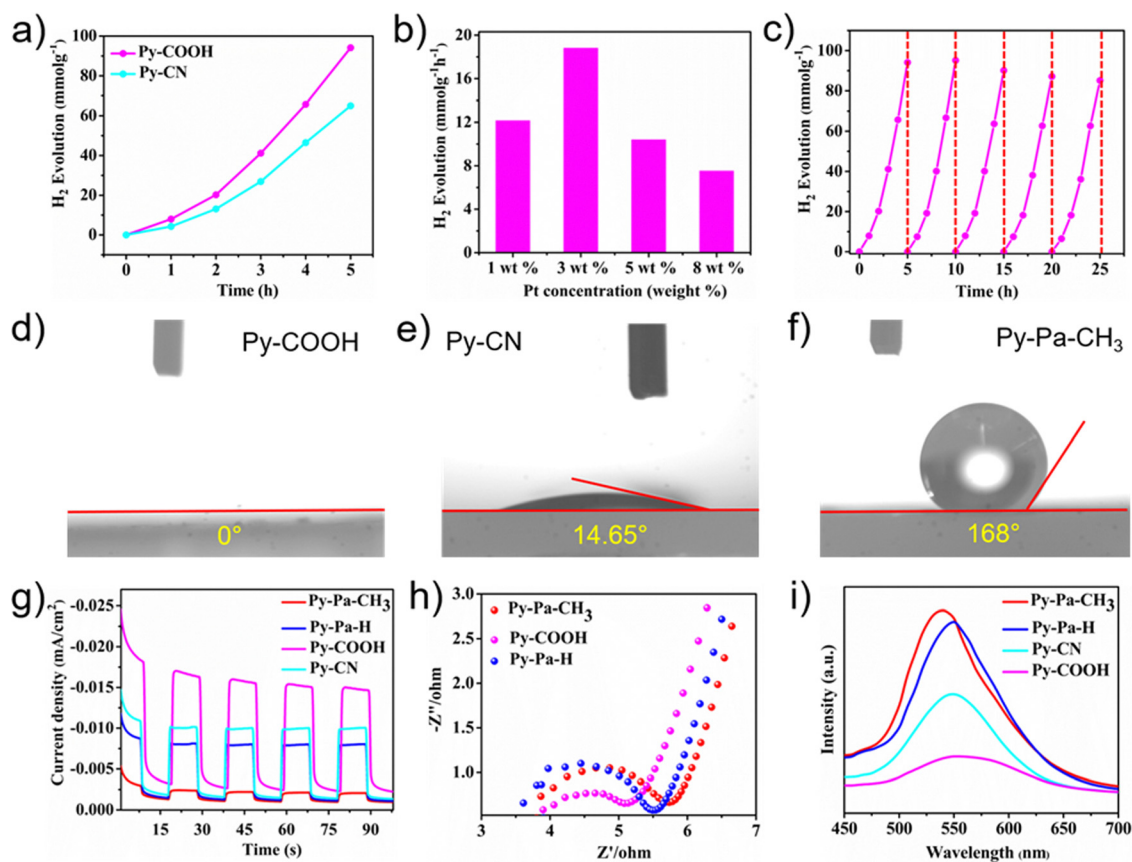 a)
H₂ Evolution (mmolg⁻¹)
100
80
60
40
20
0
Py-COOH
Py-CN
0 1 2 3 4 5
Time (h)
b)
H₂ Evolution (mmolg⁻¹h⁻¹)
20
16
12
8
4
0
1 wt % 3 wt % 5 wt % 8 wt %
Pt concentration (weight %)
c)
H₂ Evolution (mmolg⁻¹)
100
80
60
40
20
0
0 5 10 15 20 25
Time (h)
d)
Py-COOH
0°
e)
Py-CN
14.65°
f)
Py-Pa-CH₃
168°
g)
Current density (mA/cm²)
-0.025
-0.020
-0.015
-0.010
-0.005
0.000
Py-Pa-CH₃
Py-Pa-H
Py-COOH
Py-CN
15 30 45 60 75 90
Time (s)
h)
-Z''/ohm
3.0
2.5
2.0
1.5
1.0
Py-Pa-CH₃
Py-COOH
Py-Pa-H
3 4 5 6 7
Z'/ohm
i)
Intensity (a.u.)
Py-Pa-CH₃
Py-Pa-H
Py-CN
Py-COOH
450 500 550 600 650 700
Wavelength (nm)